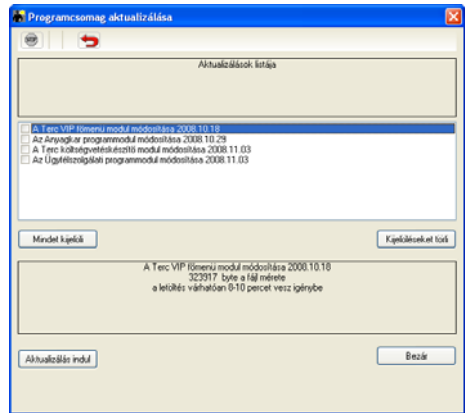 Programcsomag aktualizálása
STOP
Aktualizálások listája
A Terc VIP főmenü modul módosítása 2008.10.18
Az Anyagkar programmodul módosítása 2008.10.29
A Terc költségvetéskészítő modul módosítása 2008.11.03
Az Ügyfélszolgálati programmodul módosítása 2008.11.03
Mindet kijelöli
Kijelöléseket törli
A Terc VIP főmenü modul módosítása 2008.10.18
323917 byte a fájl mérete
a letöltés várhatóan 8-10 percet vesz igénybe
Aktualizálás indul
Bezár